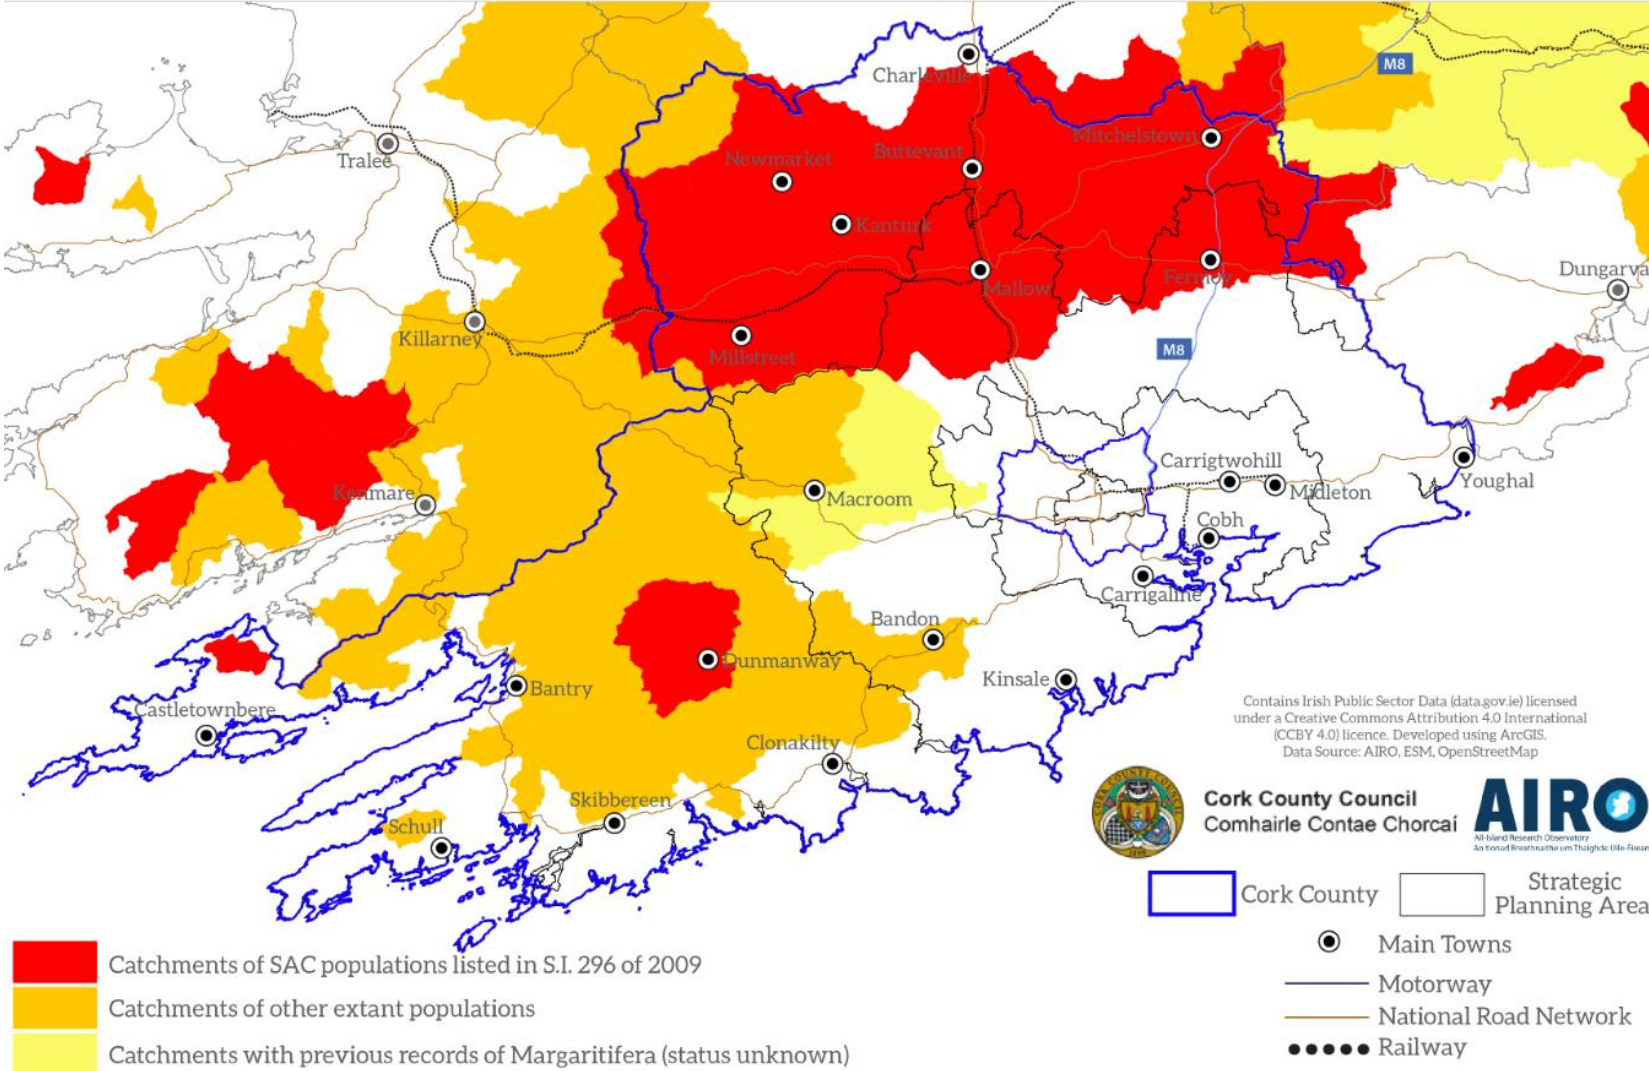 M8
Charleville
Mitchelstown
Tralee
Newmarket
Buttevant
Kanturk
Fermoy
Mallow
Dungarva
Killarney
Millstreet
M8
Kenmare
Macroom
Carrigtwohill
Midleton
Youghal
Cobh
Carrigaline
Bandon
Dunmanway
Kinsale
Bantry
Castletownbere
Clonakilty
Skibbereen
Schull
Contains Irish Public Sector Data (data.gov.ie) licensed
under a Creative Commons Attribution 4.0 International
(CCBY 4.0) licence. Developed using ArcGIS.
Data Source: AIRO, ESM, OpenStreetMap
Cork County Council
Comhairle Contae Chorcaí
AIRO
All-Island Research Observatory
Cork County
Strategic
Planning Area
Main Towns
Motorway
National Road Network
Railway
Catchments of SAC populations listed in S.I. 296 of 2009
Catchments of other extant populations
Catchments with previous records of Margaritifera (status unknown)